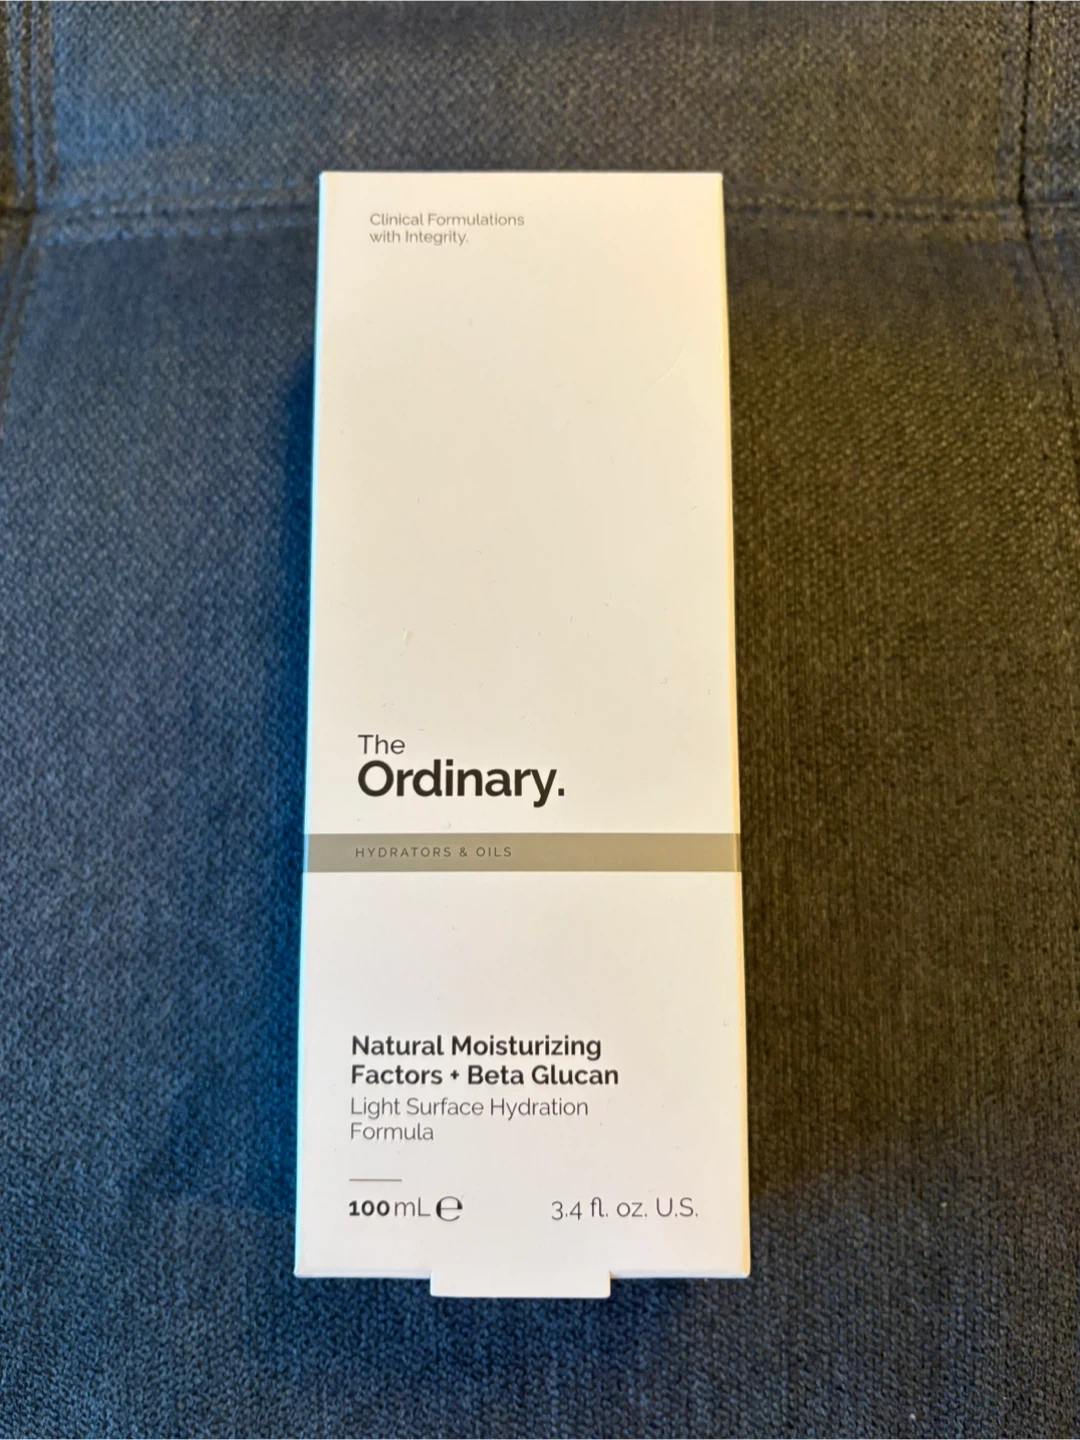 Clinical Formulations
with Integrity.
The
Ordinary.
HYDRATORS & OILS
Natural Moisturizing
Factors + Beta Glucan
Light Surface Hydration
Formula
100mL ℮ 3.4 fl. oz. U.S.